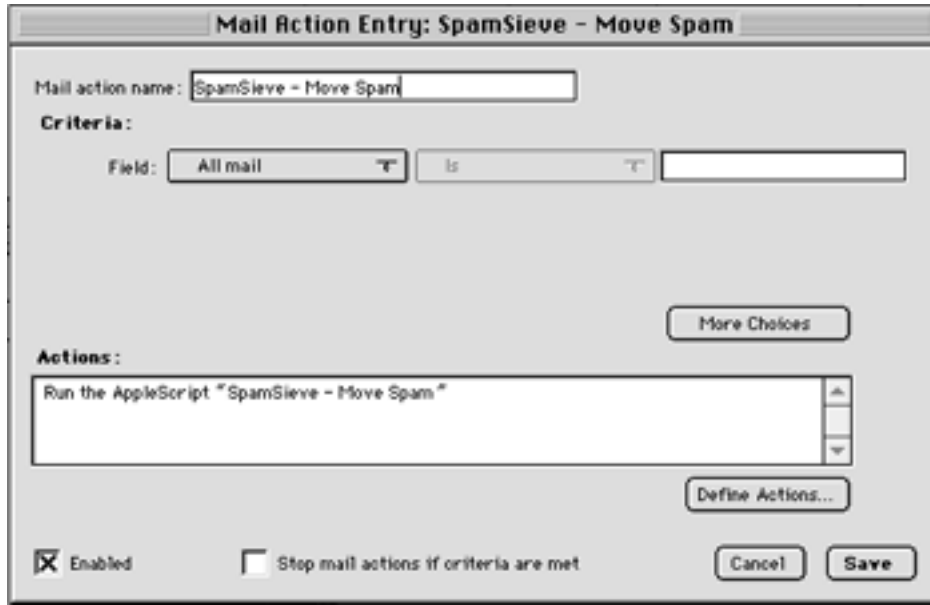 Mail Action Entry: SpamSieve - Move Spam
Mail action name: SpamSieve - Move Spam
Criteria:
Field: All mail Is
More Choices
Actions:
Run the AppleScript "SpamSieve - Move Spam"
Define Actions...
Enabled Stop mail actions if criteria are met Cancel Save